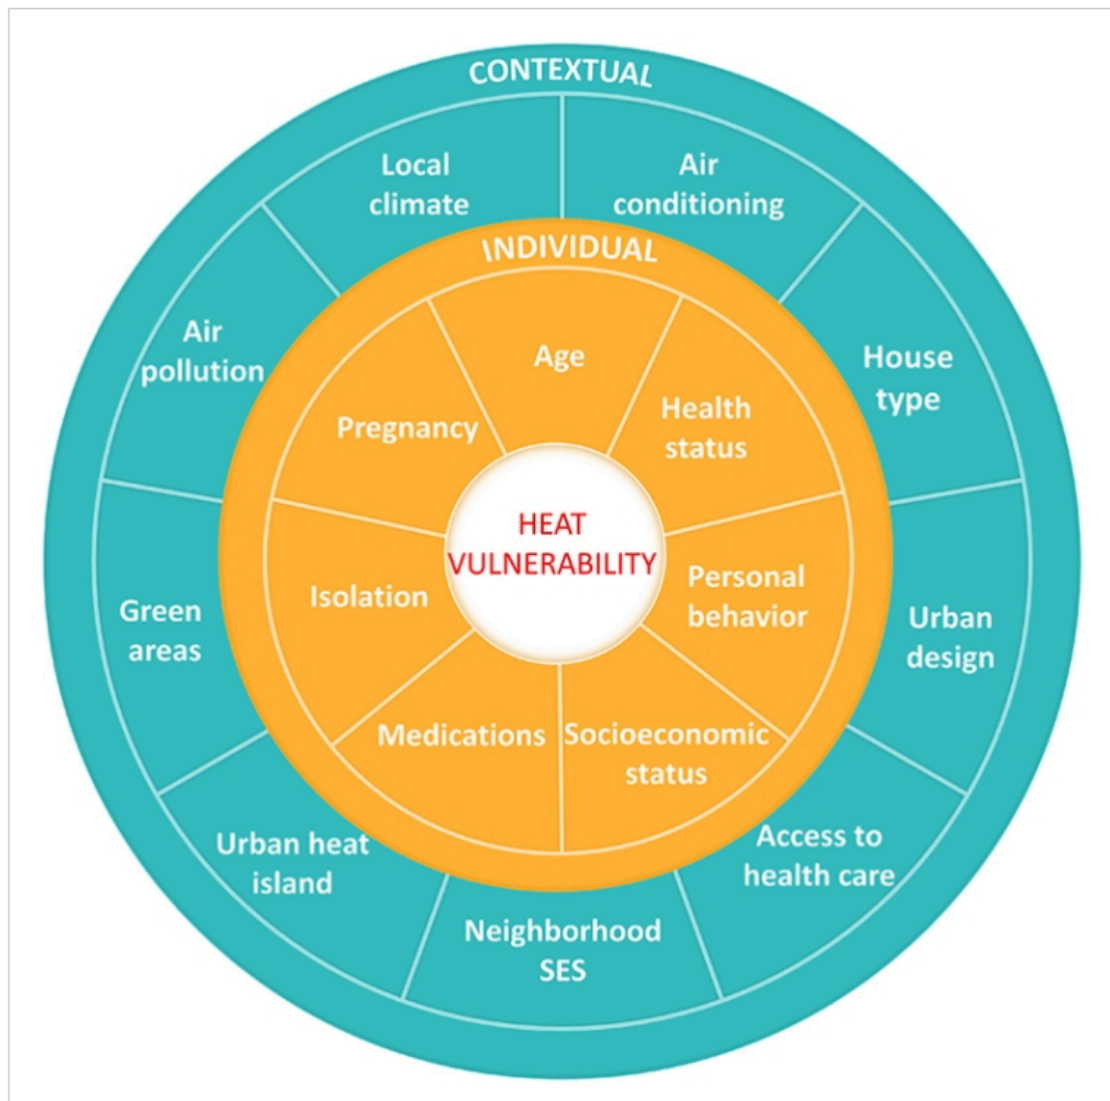 CONTEXTUAL
Local
climate
Air
conditioning
House
type
Urban
design
Access to
health care
Neighborhood
SES
Urban heat
island
Green
areas
Air
pollution
INDIVIDUAL
Age
Health
status
Personal
behavior
Socioeconomic
status
Medications
Isolation
Pregnancy
HEAT
VULNERABILITY